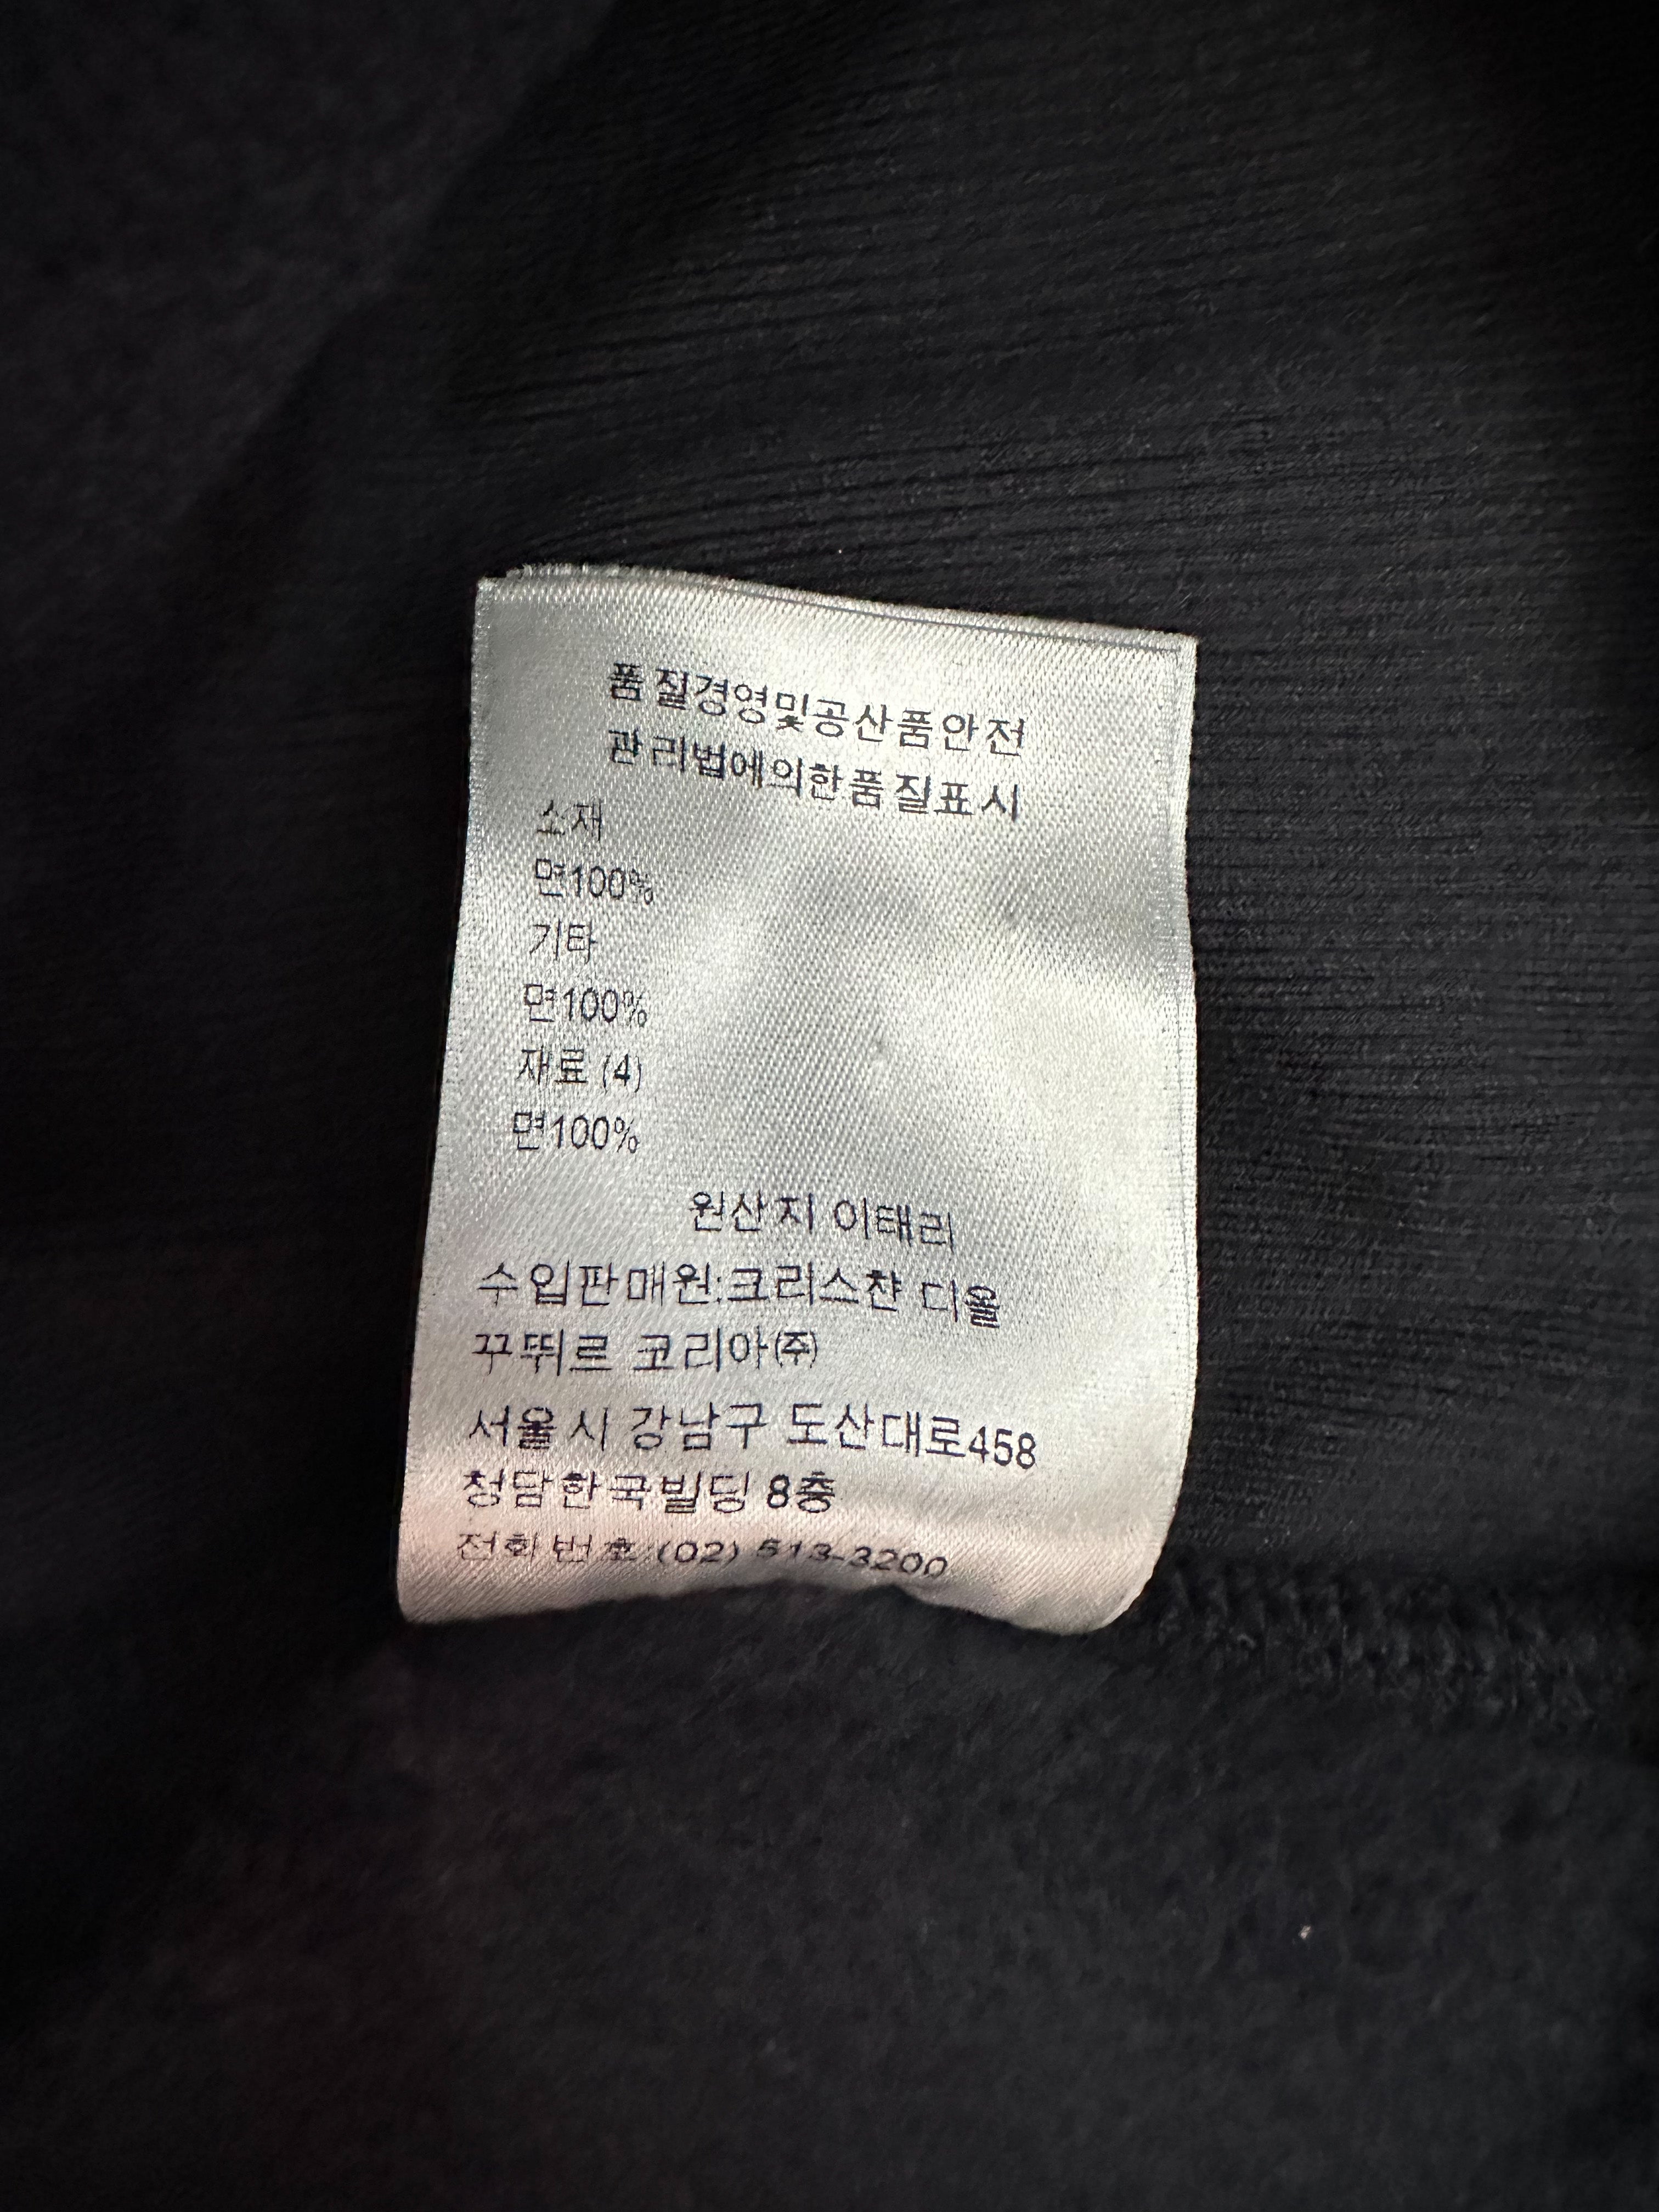 품질경영및공산품안전
관리법에의한품질표시
소재
면100%
기타
면100%
재료 (4)
면100%
원산지 이태리
수입판매원:크리스챤 디올
꾸뛰르 코리아㈜
서울시 강남구 도산대로458
청담한국빌딩 8층
전화번호 (02) 513-3200